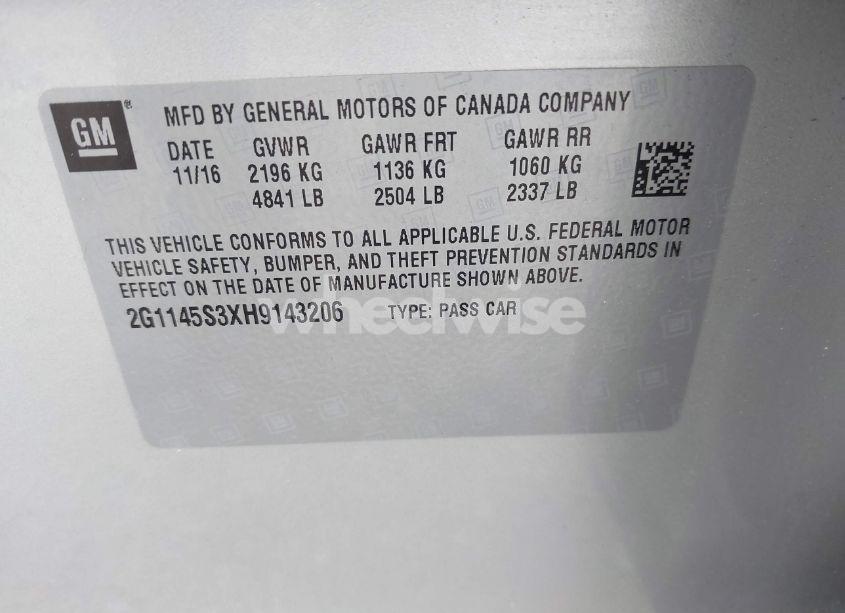 GM®
MFD BY GENERAL MOTORS OF CANADA COMPANY
DATE GVWR GAWR FRT GAWR RR
11/16 2196 KG 1136 KG 1060 KG
4841 LB 2504 LB 2337 LB
THIS VEHICLE CONFORMS TO ALL APPLICABLE U.S. FEDERAL MOTOR
VEHICLE SAFETY, BUMPER, AND THEFT PREVENTION STANDARDS IN
EFFECT ON THE DATE OF MANUFACTURE SHOWN ABOVE.
2G1145S3XH9143206 TYPE: PASS CAR
wheelwise